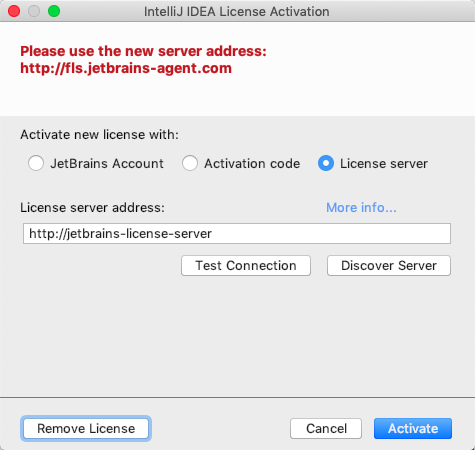 IntelliJ IDEA License Activation
Please use the new server address:
http://fls.jetbrains-agent.com
Activate new license with:
JetBrains Account Activation code License server
License server address: More info...
http://jetbrains-license-server
Test Connection Discover Server
Remove License Cancel Activate